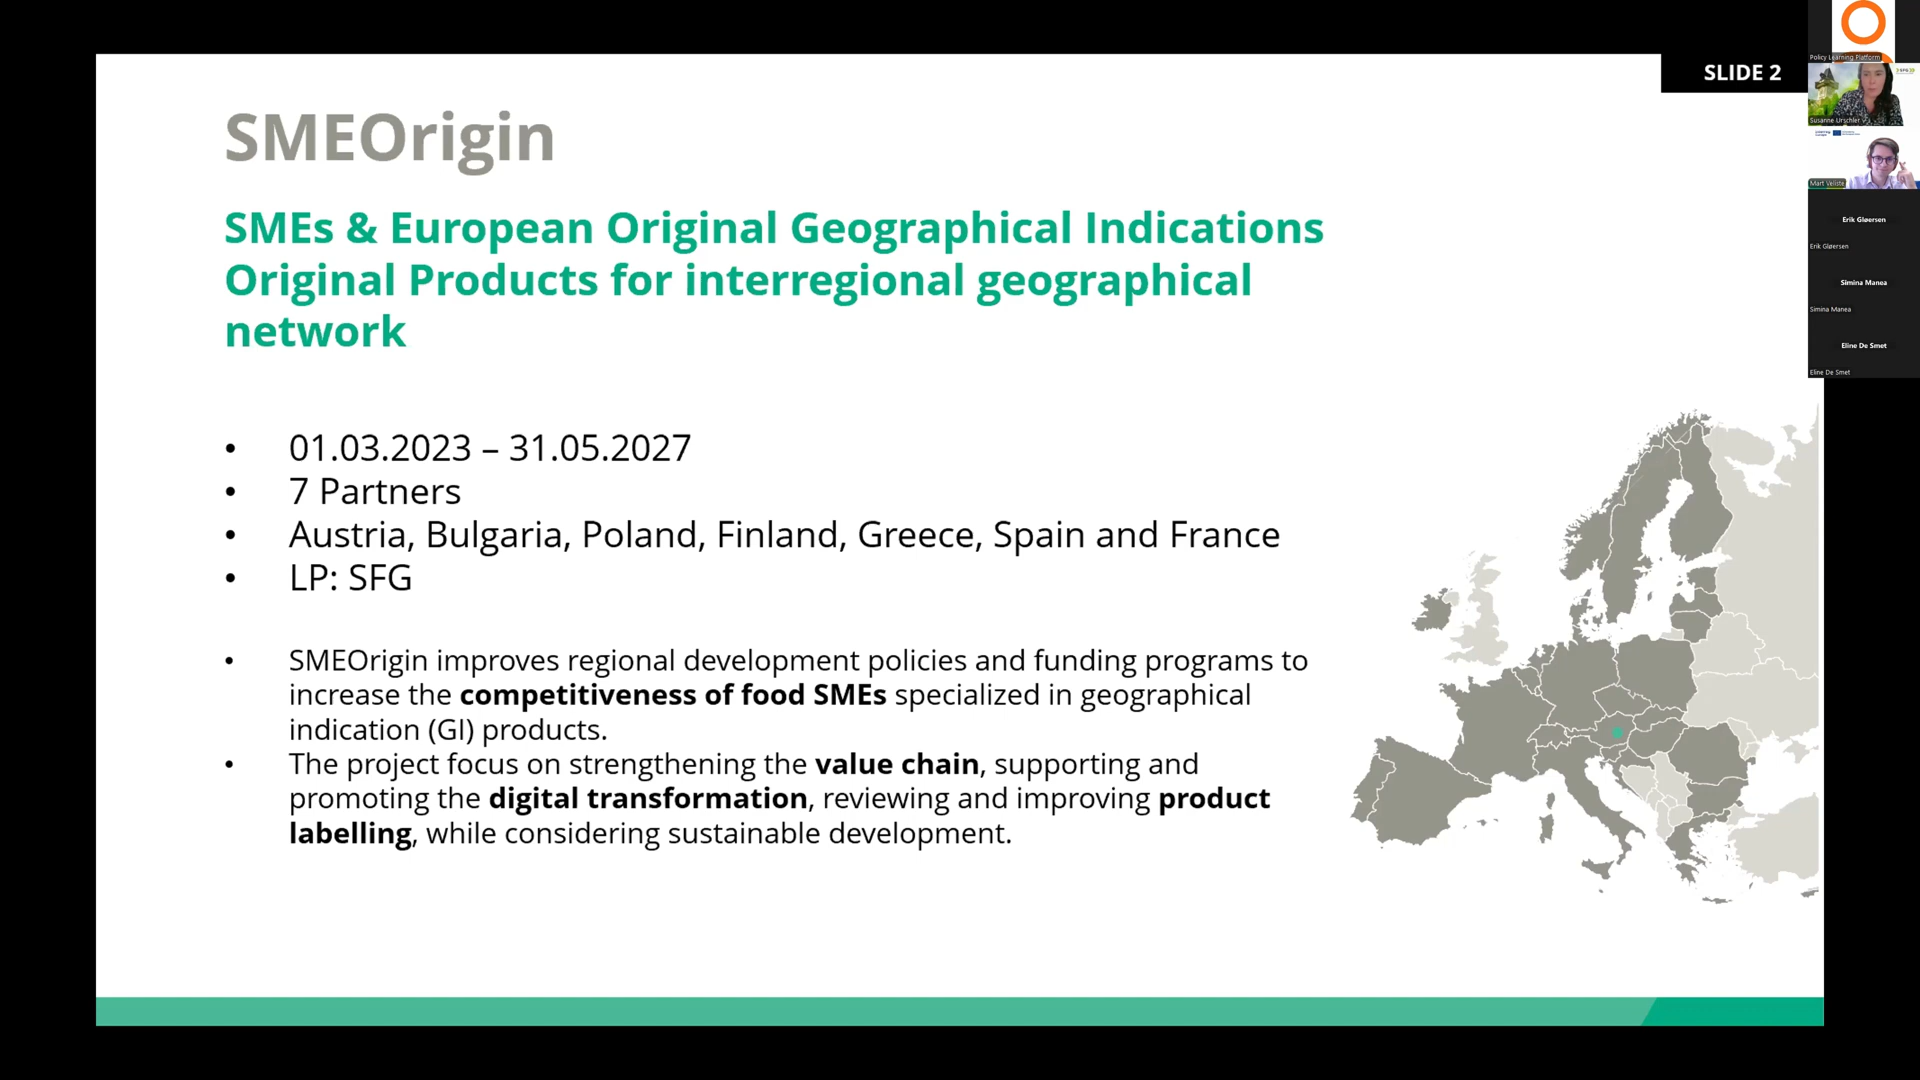 SLIDE 2
SMEOrigin
SMEs & European Original Geographical Indications
Original Products for interregional geographical
network
• 01.03.2023 – 31.05.2027
• 7 Partners
• Austria, Bulgaria, Poland, Finland, Greece, Spain and France
• LP: SFG
• SMEOrigin improves regional development policies and funding programs to
increase the competitiveness of food SMEs specialized in geographical
indication (GI) products.
• The project focus on strengthening the value chain, supporting and
promoting the digital transformation, reviewing and improving product
labelling, while considering sustainable development.
Policy Learning Platform
Susanne Urschler
Mart Veliste
Erik Gløersen
Erik Gløersen
Simina Manea
Simina Manea
Eline De Smet
Eline De Smet